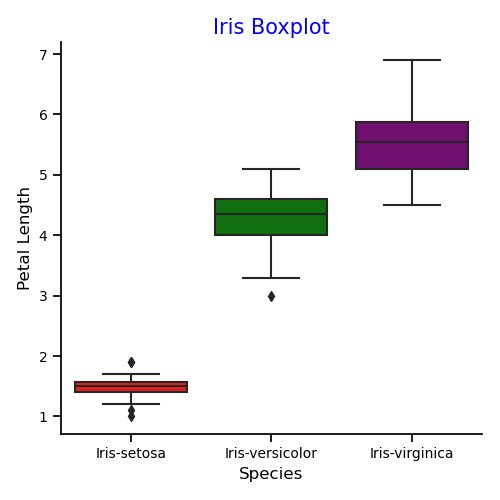 Iris Boxplot
7
6
5
4
3
2
1
Petal Length
Iris-setosa
Iris-versicolor
Iris-virginica
Species